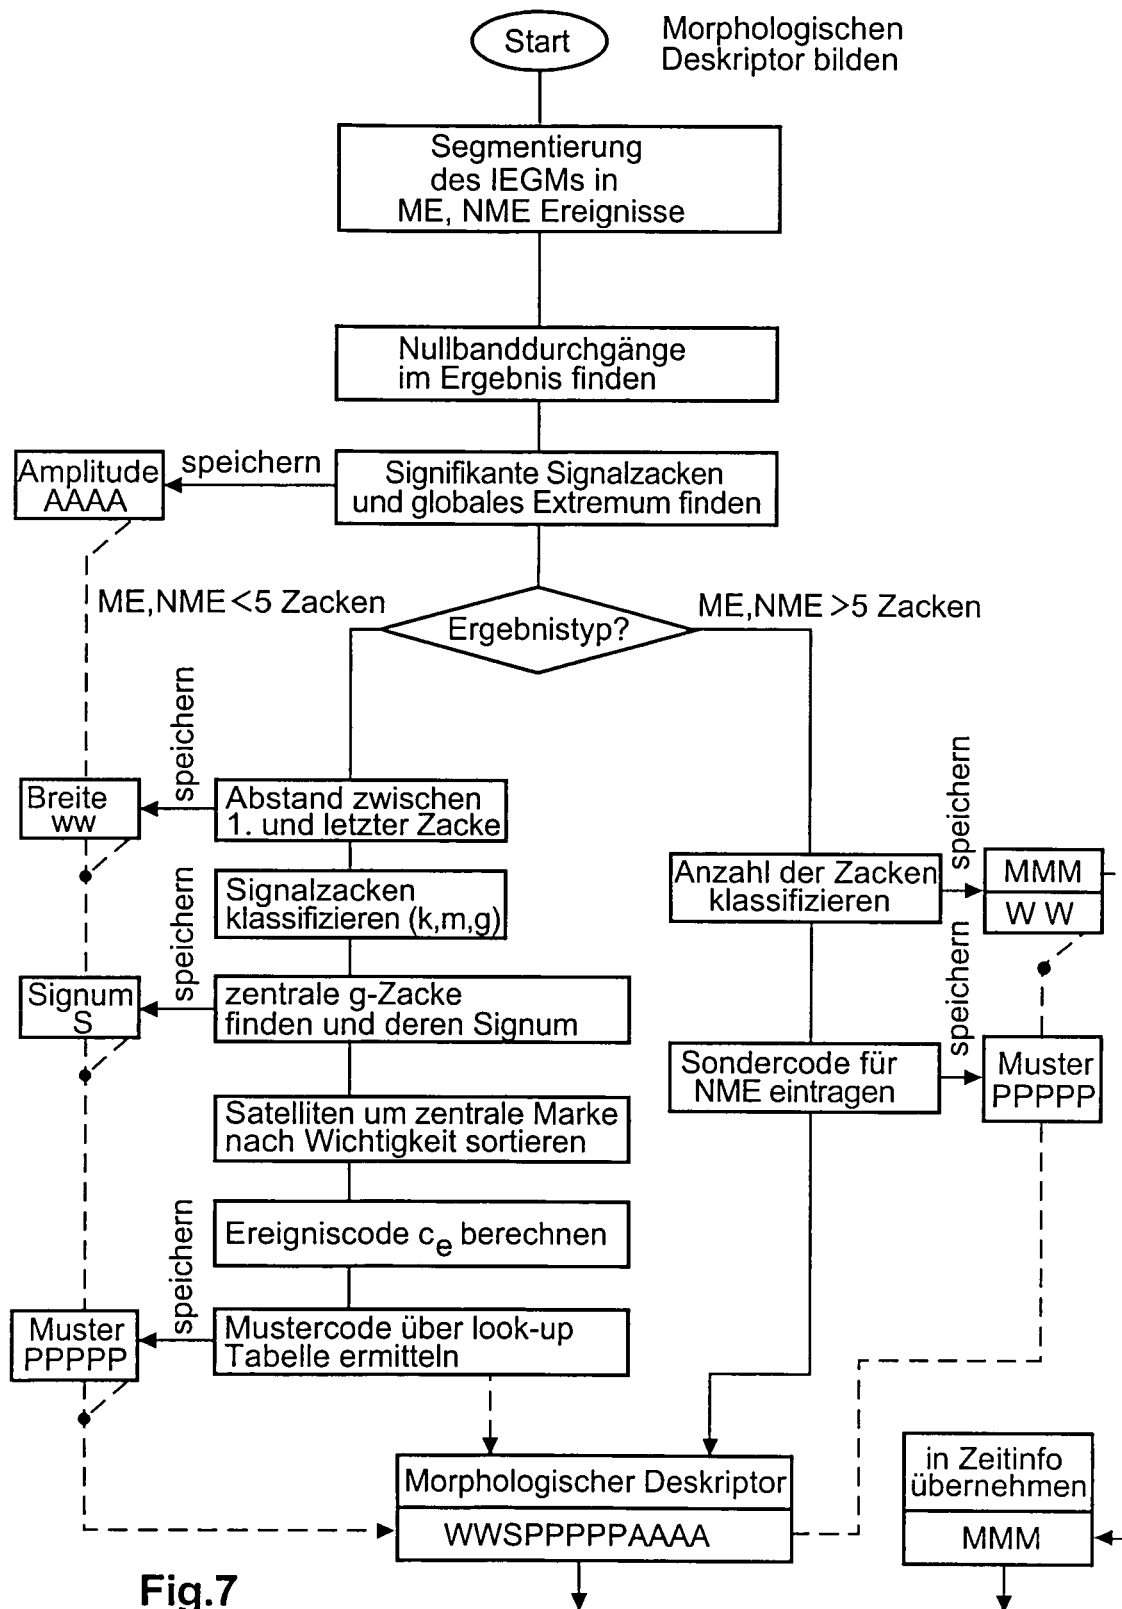 Start
Morphologischen
Deskriptor bilden
Segmentierung
des IEGMs in
ME, NME Ereignisse
Nullbanddurchgänge
im Ergebnis finden
Amplitude
AAAA
speichern
Signifikante Signalzacken
und globales Extremum finden
ME,NME<5 Zacken
Ergebnistyp?
ME,NME>5 Zacken
Breite
ww
speichern
Abstand zwischen
1. und letzter Zacke
Signalzacken
klassifizieren (k,m,g)
Anzahl der Zacken
klassifizieren
speichern
MMM
W W
Signum
S
speichern
zentrale g-Zacke
finden und deren Signum
Sondercode für
NME eintragen
speichern
Muster
PPPPP
Satelliten um zentrale Marke
nach Wichtigkeit sortieren
Ereigniscode ce berechnen
Muster
PPPPP
speichern
Mustercode über look-up
Tabelle ermitteln
Morphologischer Deskriptor
WWSPPPPPAAAA
in Zeitinfo
übernehmen
MMM
Fig.7